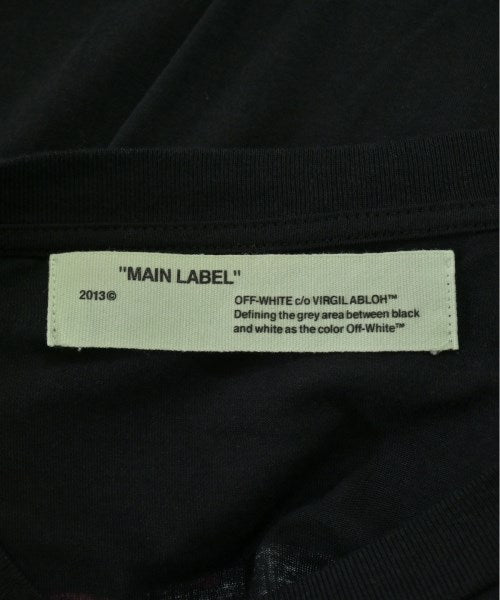 "MAIN LABEL"
2013©
OFF-WHITE c/o VIRGIL ABLOH™
Defining the grey area between black
and white as the color Off-White™